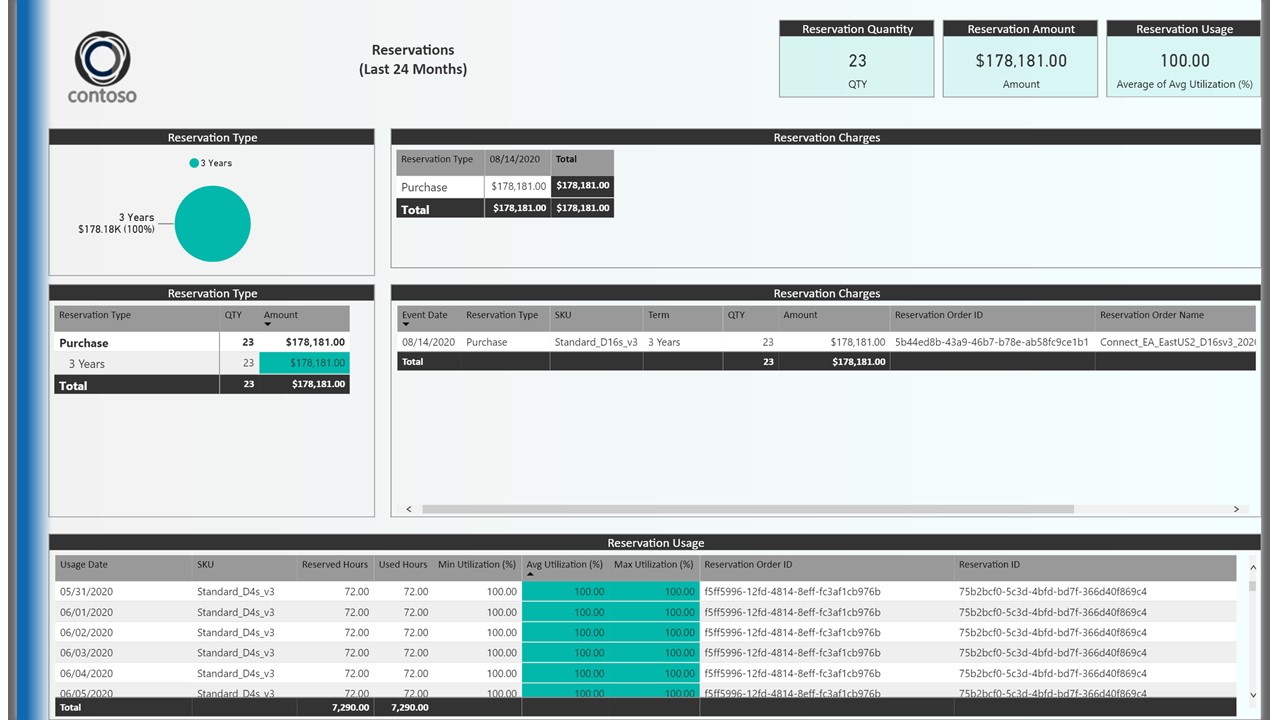 contoso
Reservations
(Last 24 Months)
Reservation Quantity
23
QTY
Reservation Amount
$178,181.00
Amount
Reservation Usage
100.00
Average of Avg Utilization (%)
Reservation Type
3 Years
3 Years
$178.18K (100%)
Reservation Charges
Reservation Type 08/14/2020 Total
Purchase $178,181.00 $178,181.00
Total $178,181.00 $178,181.00
Reservation Type
Reservation Type QTY Amount
Purchase 23 $178,181.00
3 Years 23 $178,181.00
Total 23 $178,181.00
Reservation Charges
Event Date Reservation Type SKU Term QTY Amount Reservation Order ID Reservation Order Name
08/14/2020 Purchase Standard_D16s_v3 3 Years 23 $178,181.00 5b44ed8b-43a9-46b7-b78e-ab58fc9ce1b1 Connect_EA_EastUS2_D16sv3_202
Total 23 $178,181.00
Reservation Usage
Usage Date SKU Reserved Hours Used Hours Min Utilization (%) Avg Utilization (%) Max Utilization (%) Reservation Order ID Reservation ID
05/31/2020 Standard_D4s_v3 72.00 72.00 100.00 100.00 100.00 f5ff5996-12fd-4814-8eff-fc3af1cb976b 75b2bcf0-5c3d-4bfd-bd7f-366d40f869c4
06/01/2020 Standard_D4s_v3 72.00 72.00 100.00 100.00 100.00 f5ff5996-12fd-4814-8eff-fc3af1cb976b 75b2bcf0-5c3d-4bfd-bd7f-366d40f869c4
06/02/2020 Standard_D4s_v3 72.00 72.00 100.00 100.00 100.00 f5ff5996-12fd-4814-8eff-fc3af1cb976b 75b2bcf0-5c3d-4bfd-bd7f-366d40f869c4
06/03/2020 Standard_D4s_v3 72.00 72.00 100.00 100.00 100.00 f5ff5996-12fd-4814-8eff-fc3af1cb976b 75b2bcf0-5c3d-4bfd-bd7f-366d40f869c4
06/04/2020 Standard_D4s_v3 72.00 72.00 100.00 100.00 100.00 f5ff5996-12fd-4814-8eff-fc3af1cb976b 75b2bcf0-5c3d-4bfd-bd7f-366d40f869c4
06/05/2020 Standard_D4s_v3 72.00 72.00 100.00 100.00 100.00 f5ff5996-12fd-4814-8eff-fc3af1cb976b 75b2bcf0-5c3d-4bfd-bd7f-366d40f869c4
Total 7,290.00 7,290.00